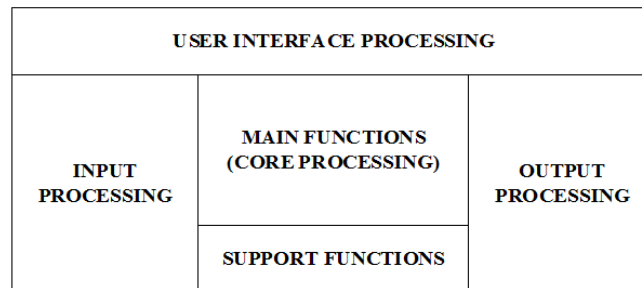 USER INTERFACE PROCESSING
INPUT
PROCESSING
MAIN FUNCTIONS
(CORE PROCESSING)
SUPPORT FUNCTIONS
OUTPUT
PROCESSING